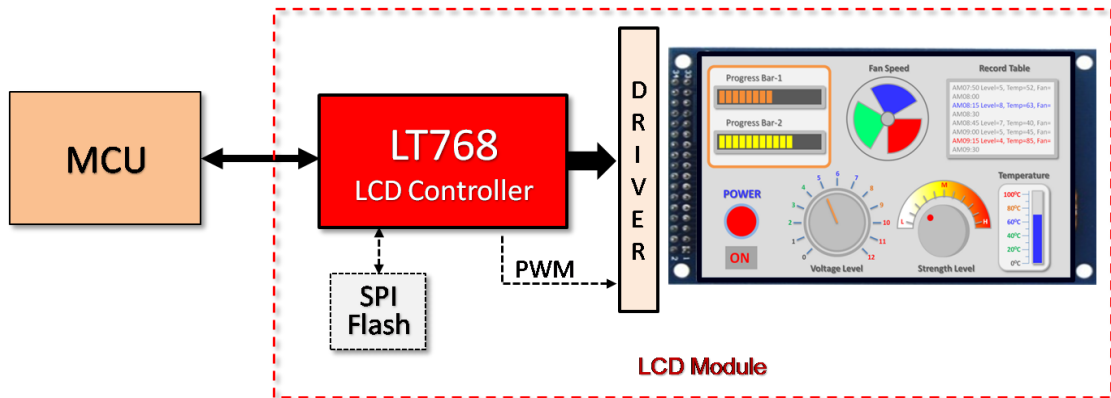 MCU
LT768
LCD Controller
SPI
Flash
PWM
DRIVER
LCD Module
Progress Bar-1
Progress Bar-2
Fan Speed
Record Table
AM07:50 Level=5, Temp=52, Fan=
AM08:00
AM08:15 Level=8, Temp=63, Fan=
AM08:30
AM08:45 Level=7, Temp=40, Fan=
AM09:00 Level=5, Temp=45, Fan=
AM09:15 Level=4, Temp=85, Fan=
AM09:30
POWER
ON
0 1 2 3 4 5 6 7 8 9 10 11 12
Voltage Level
L M H
Strength Level
Temperature
100°C
80°C
60°C
40°C
20°C
0°C